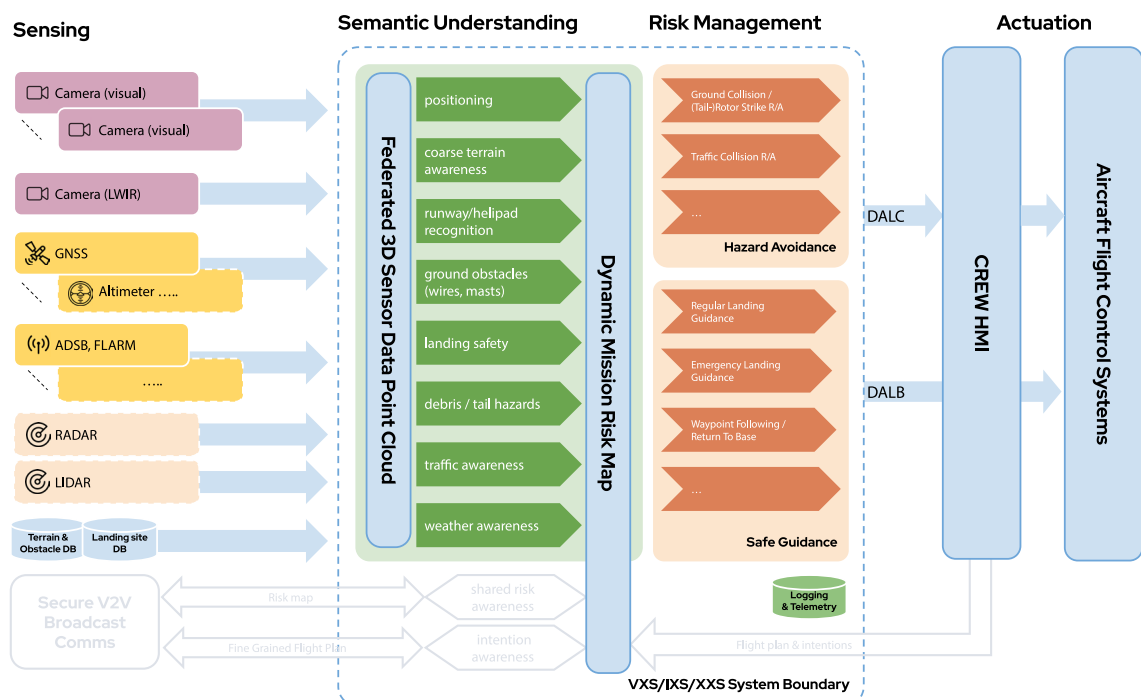 Sensing
Semantic Understanding
Risk Management
Actuation
Camera (visual)
Camera (visual)
Camera (LWIR)
GNSS
Altimeter .....
ADSB, FLARM
.....
RADAR
LIDAR
Terrain &
Obstacle DB
Landing site
DB
Secure V2V
Broadcast
Comms
Risk map
Fine Grained Flight Plan
Federated 3D Sensor Data
Point Cloud
positioning
coarse terrain
awareness
runway/helipad
recognition
ground obstacles
(wires, masts)
landing safety
debris / tail hazards
traffic awareness
weather awareness
shared risk
awareness
intention
awareness
Dynamic Mission Risk Map
Ground Collision /
(Tail-)Rotor Strike R/A
Traffic Collision R/A
...
Hazard Avoidance
Regular Landing
Guidance
Emergency Landing
Guidance
Waypoint Following /
Return To Base
...
Safe Guidance
Logging
& Telemetry
Flight plan & intentions
VXS/IXS/XXS System Boundary
DALC
DALB
CREW HMI
Aircraft Flight Control Systems